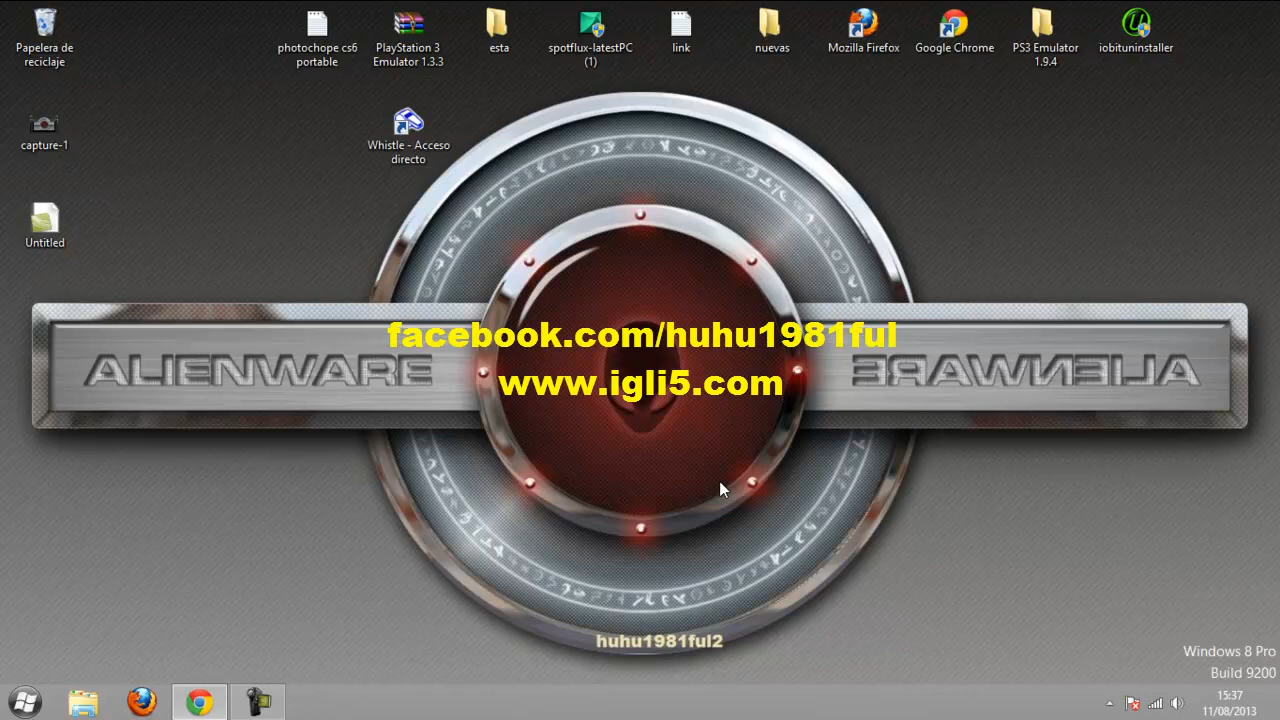 Papelera de
reciclaje
photochope cs6
portable
PlayStation 3
Emulator 1.3.3
esta
spotflux-latestPC
(1)
link
nuevas
Mozilla Firefox
Google Chrome
PS3 Emulator
1.9.4
iobituninstaller
capture-1
Whistle - Acceso
directo
Untitled
facebook.com/huhu1981ful
ALIENWARE
ALIENWARE
www.igli5.com
huhu1981ful2
Windows 8 Pro
Build 9200
15:37
11/08/2013